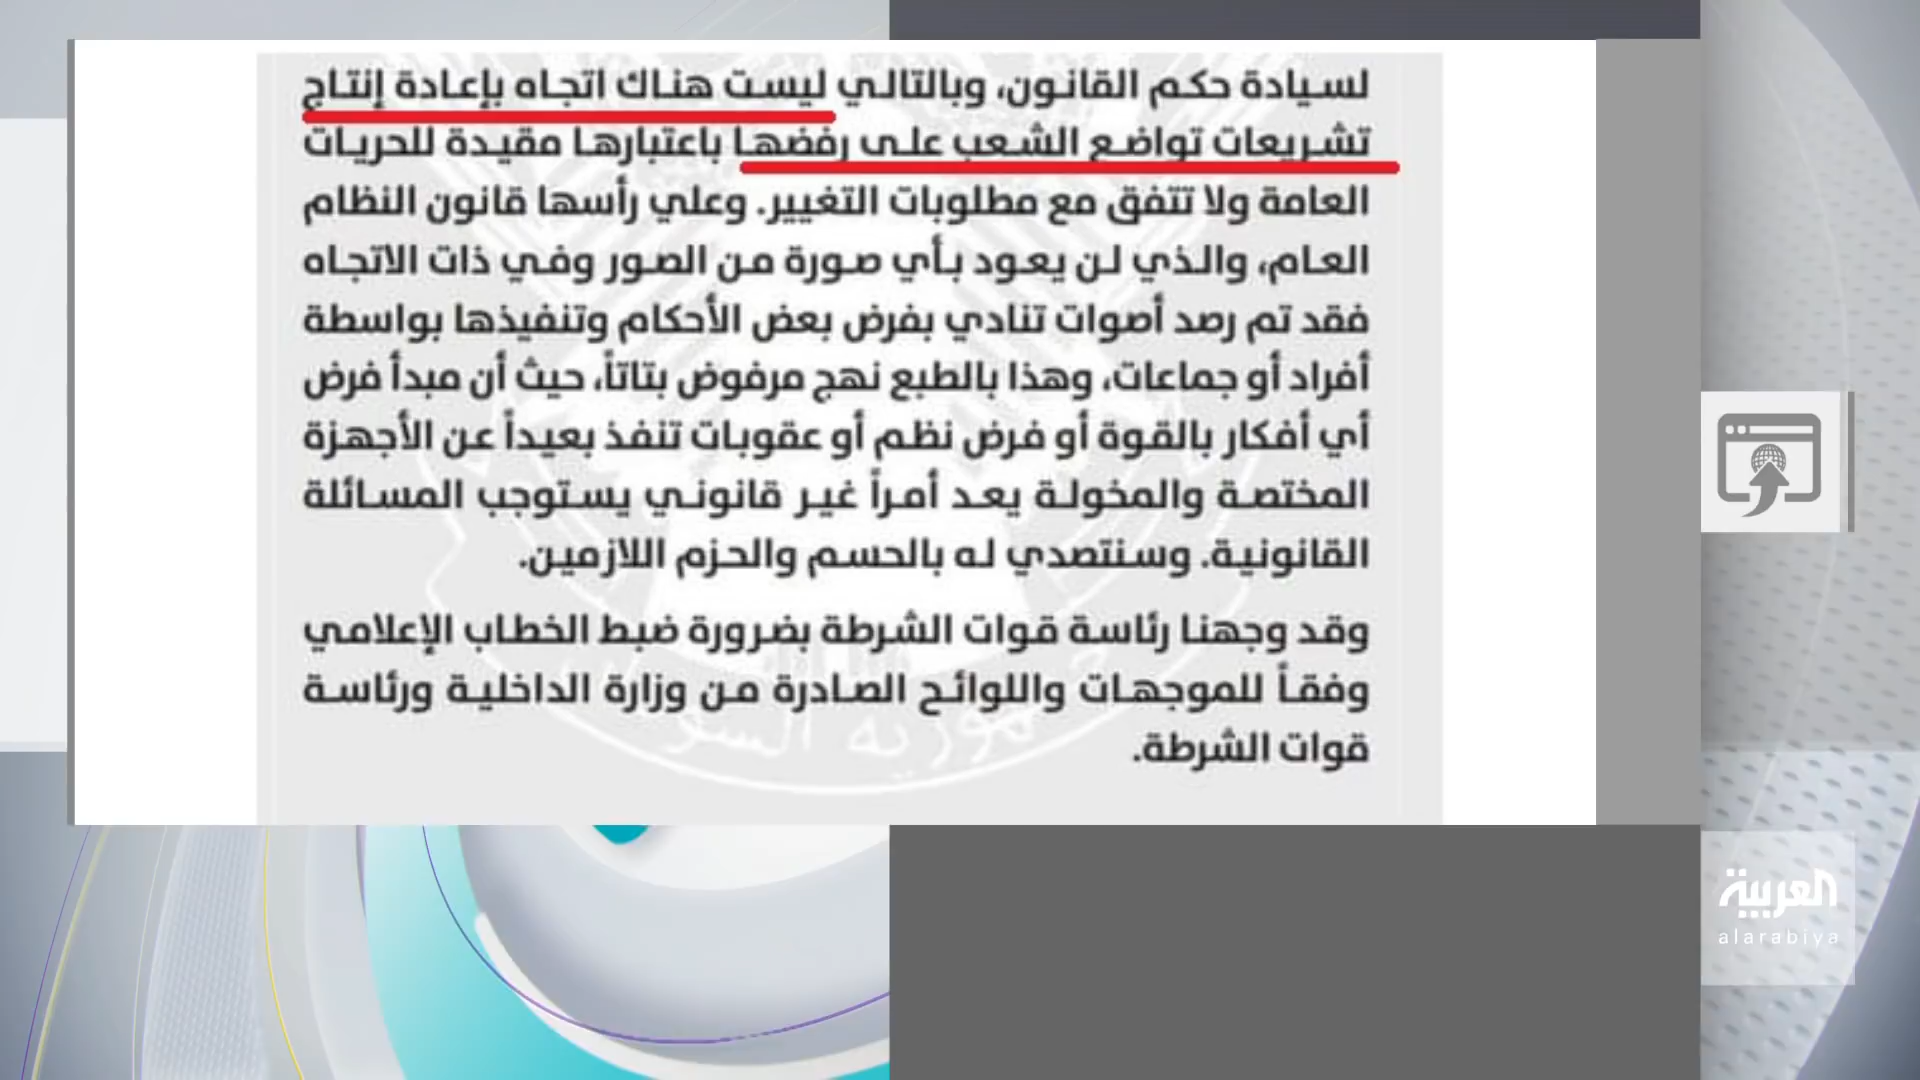 لسيادة حكم القانون، وبالتالي ليست هناك اتجاه بإعادة إنتاج
تشريعات تواضع الشعب على رفضها باعتبارها مقيدة للحريات
العامة ولا تتفق مع مطلوبات التغيير. وعلي رأسها قانون النظام
العام، والذي لن يعود بأي صورة من الصور وفي ذات الاتجاه
فقد تم رصد أصوات تنادي بفرض بعض الأحكام وتنفيذها بواسطة
أفراد أو جماعات، وهذا بالطبع نهج مرفوض بتاتاً، حيث أن مبدأ فرض
أي أفكار بالقوة أو فرض نظم أو عقوبات تنفذ بعيداً عن الأجهزة
المختصة والمخولة يعد أمراً غير قانوني يستوجب المسائلة
القانونية. وسنتصدي له بالحسم والحزم اللازمين.
وقد وجهنا رئاسة قوات الشرطة بضرورة ضبط الخطاب الإعلامي
وفقاً للموجهات واللوائح الصادرة من وزارة الداخلية ورئاسة
قوات الشرطة.
جمهورية السودان
العربية
alarabiya